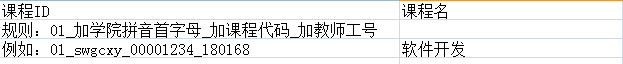 课程ID 课程名
规则：01_加学院拼音首字母_加课程代码_加教师工号
例如：01_swgcxy_00001234_180168 软件开发